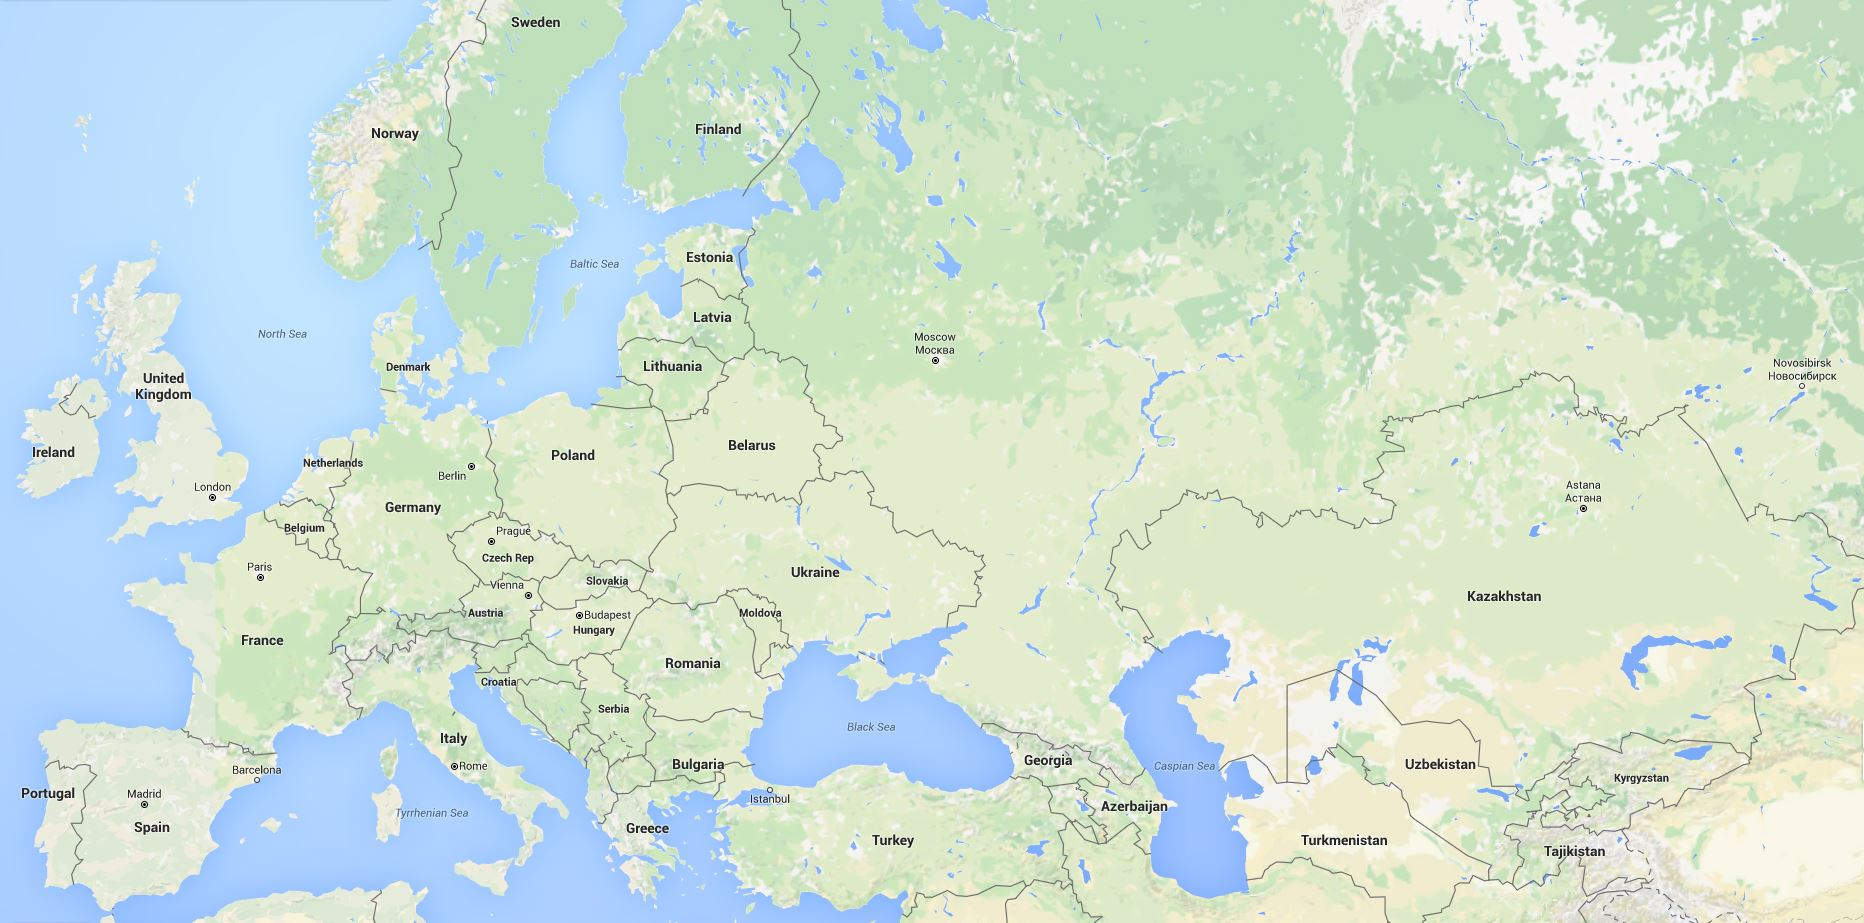 Sweden
Norway
Finland
Estonia
Baltic Sea
Latvia
North Sea
Moscow
Москва
Denmark
Lithuania
Novosibirsk
Новосибирск
United
Kingdom
Ireland
Netherlands
Poland
Belarus
Berlin
London
Astana
Астана
Germany
Belgium
Prague
Czech Rep
Paris
Ukraine
Slovakia
Vienna
Kazakhstan
Austria
Budapest
Moldova
Hungary
France
Romania
Croatia
Serbia
Black Sea
Italy
Georgia
Bulgaria
Rome
Barcelona
Caspian Sea
Uzbekistan
Kyrgyzstan
Portugal
Madrid
Istanbul
Azerbaijan
Tyrrhenian Sea
Spain
Greece
Turkey
Turkmenistan
Tajikistan